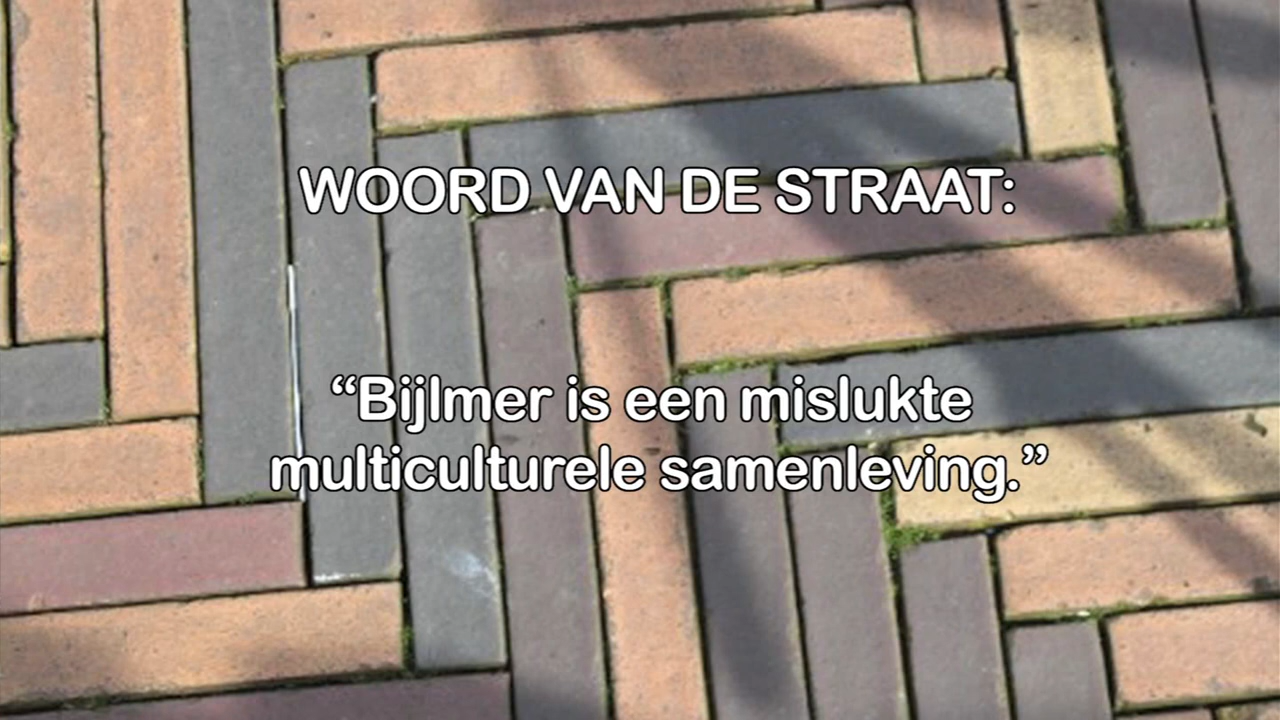 WOORD VAN DE STRAAT:
“Bijlmer is een mislukte
multiculturele samenleving.”